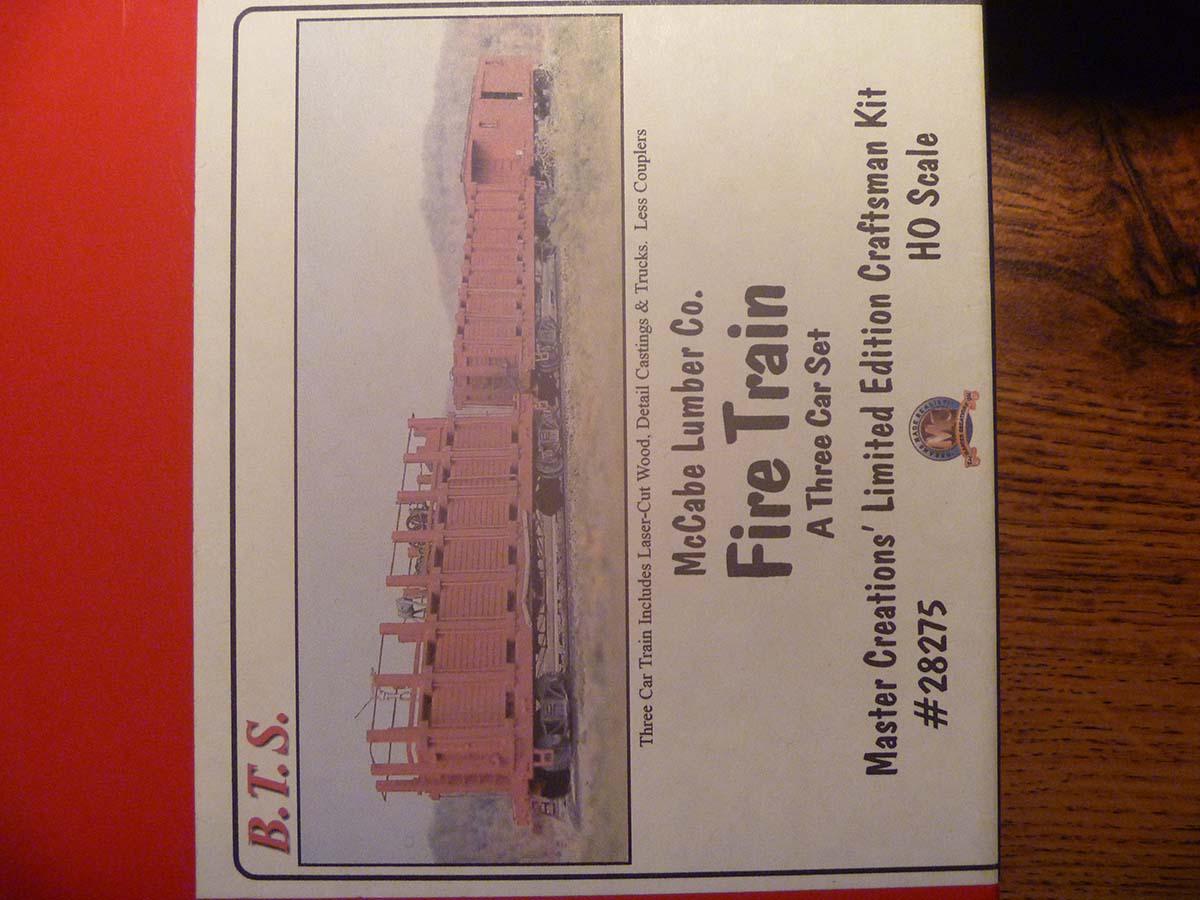 B.T.S.
Three Car Train Includes Laser-Cut Wood, Detail Castings & Trucks. Less Couplers
McCabe Lumber Co.
Fire Train
A Three Car Set
Master Creations' Limited Edition Craftsman Kit
#28275
HO Scale